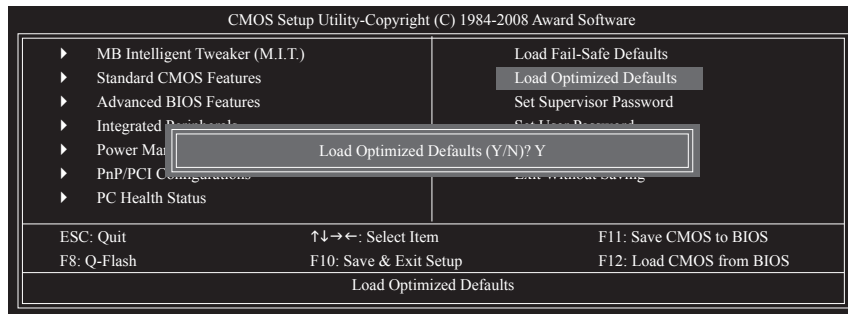 CMOS Setup Utility-Copyright (C) 1984-2008 Award Software
MB Intelligent Tweaker (M.I.T.)
Standard CMOS Features
Advanced BIOS Features
Integrated
Power
PC Health Status
Load Fail-Safe Defaults
Load Optimized Defaults
Set Supervisor Password
Load Optimized Defaults (Y/N)? Y
ESC: Quit ↑↓→←: Select Item F11: Save CMOS to BIOS
F8: Q-Flash F10: Save & Exit Setup F12: Load CMOS from BIOS
Load Optimized Defaults